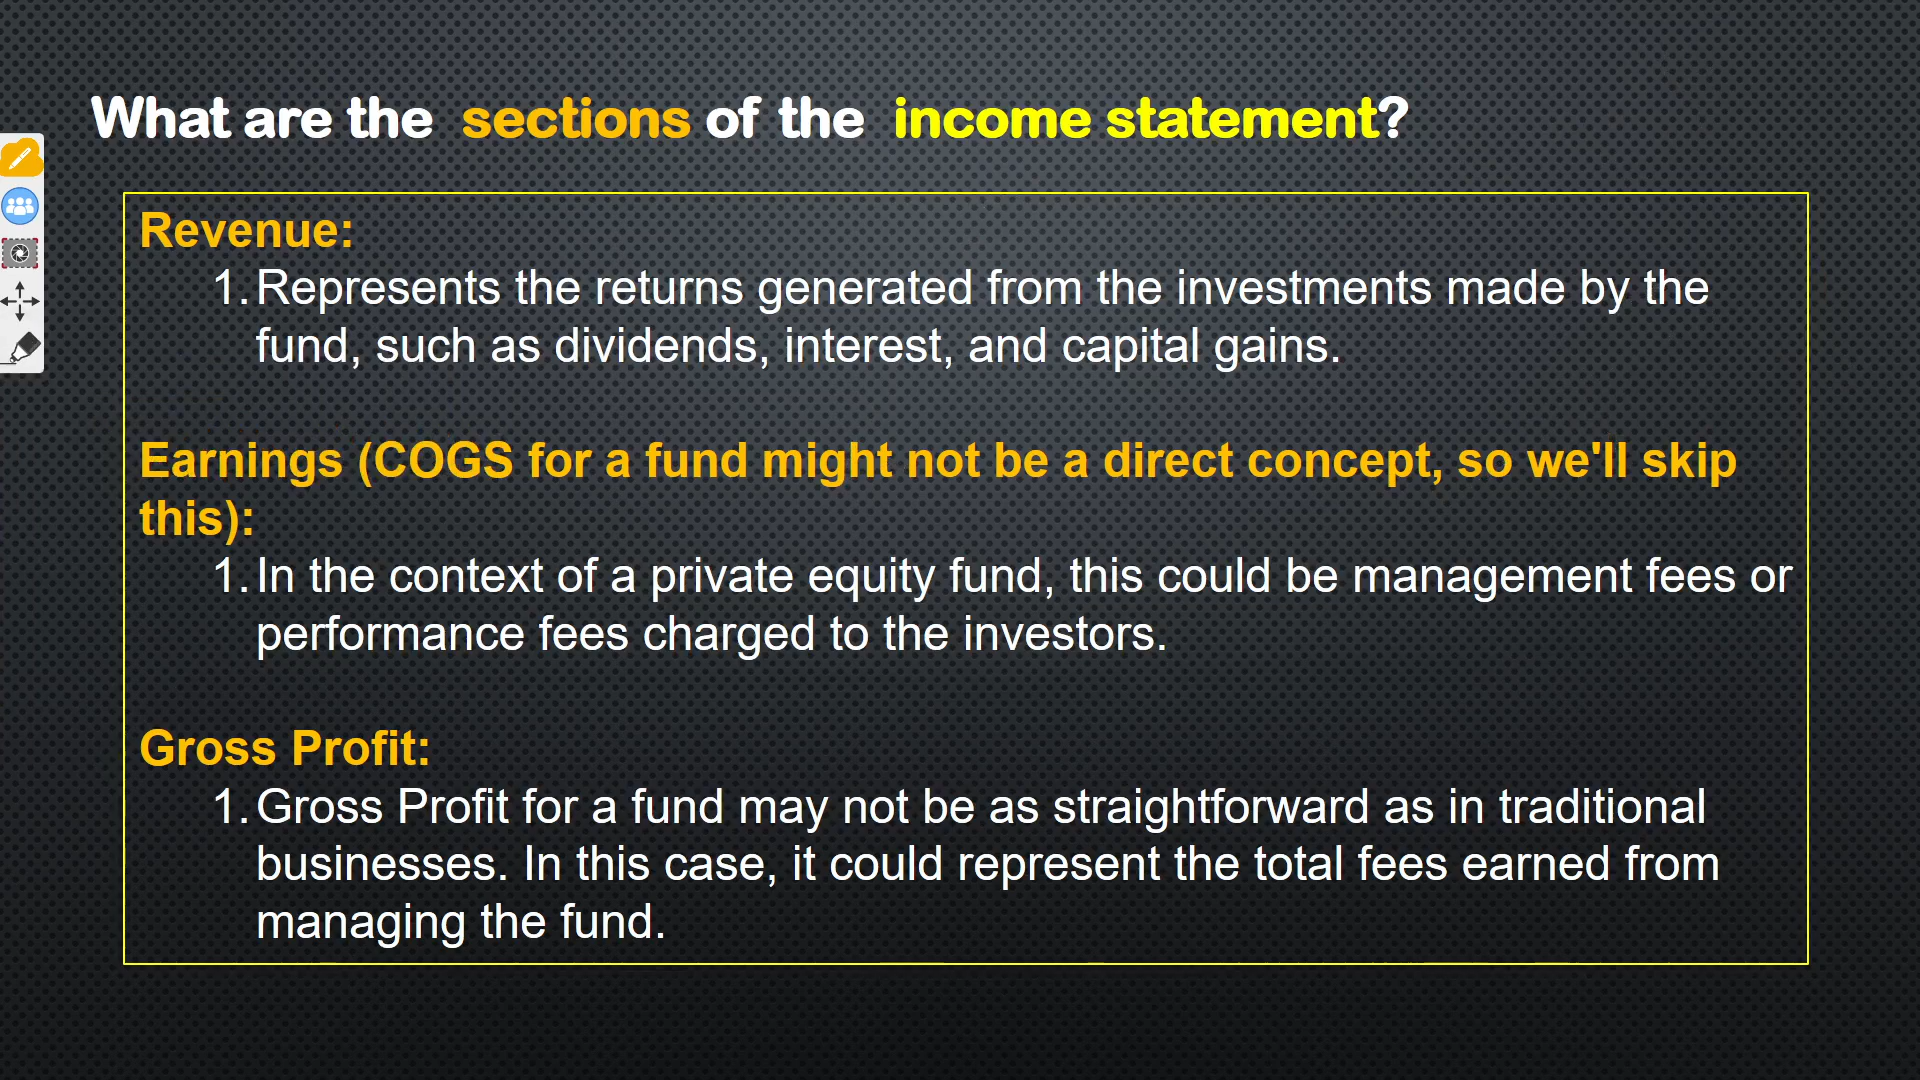 What are the sections of the income statement?
Revenue:
1. Represents the returns generated from the investments made by the
fund, such as dividends, interest, and capital gains.
Earnings (COGS for a fund might not be a direct concept, so we'll skip
this):
1. In the context of a private equity fund, this could be management fees or
performance fees charged to the investors.
Gross Profit:
1. Gross Profit for a fund may not be as straightforward as in traditional
businesses. In this case, it could represent the total fees earned from
managing the fund.